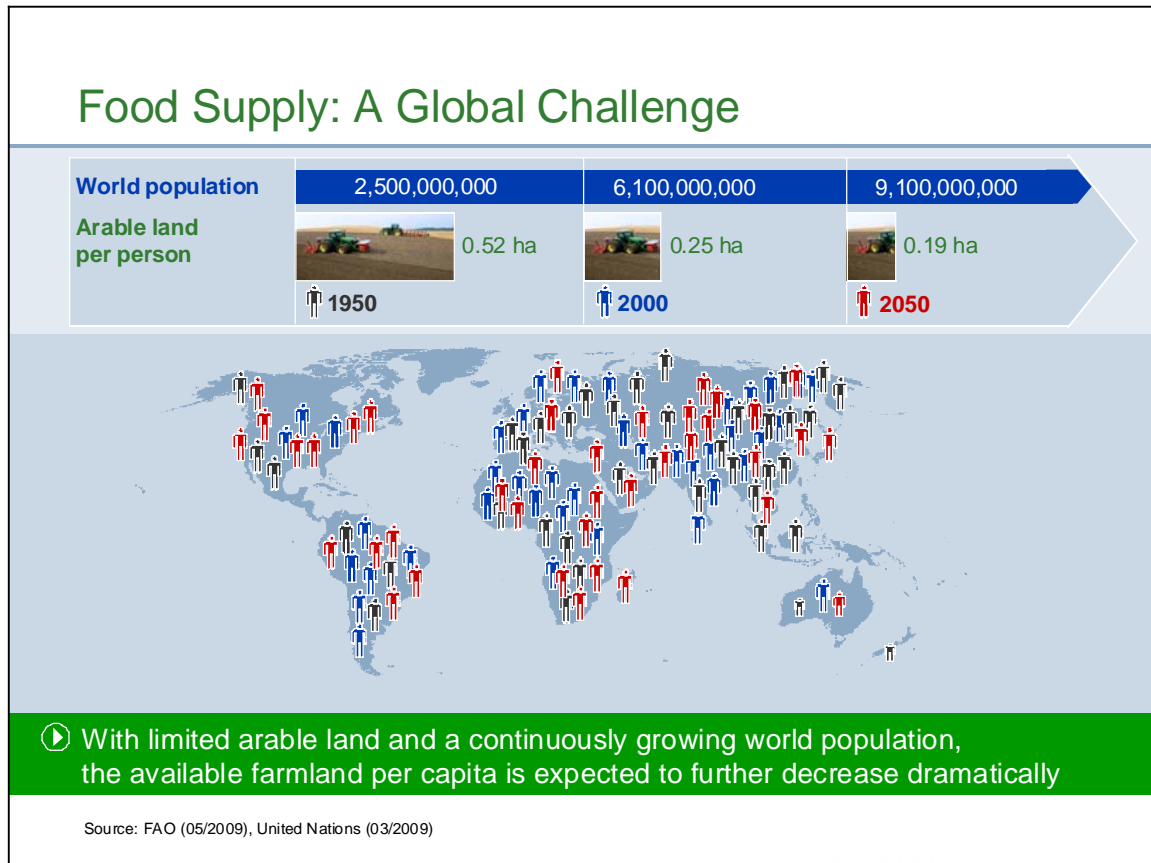 Food Supply: A Global Challenge
World population
2,500,000,000
6,100,000,000
9,100,000,000
Arable land
per person
0.52 ha
0.25 ha
0.19 ha
1950
2000
2050
With limited arable land and a continuously growing world population,
the available farmland per capita is expected to further decrease dramatically
Source: FAO (05/2009), United Nations (03/2009)